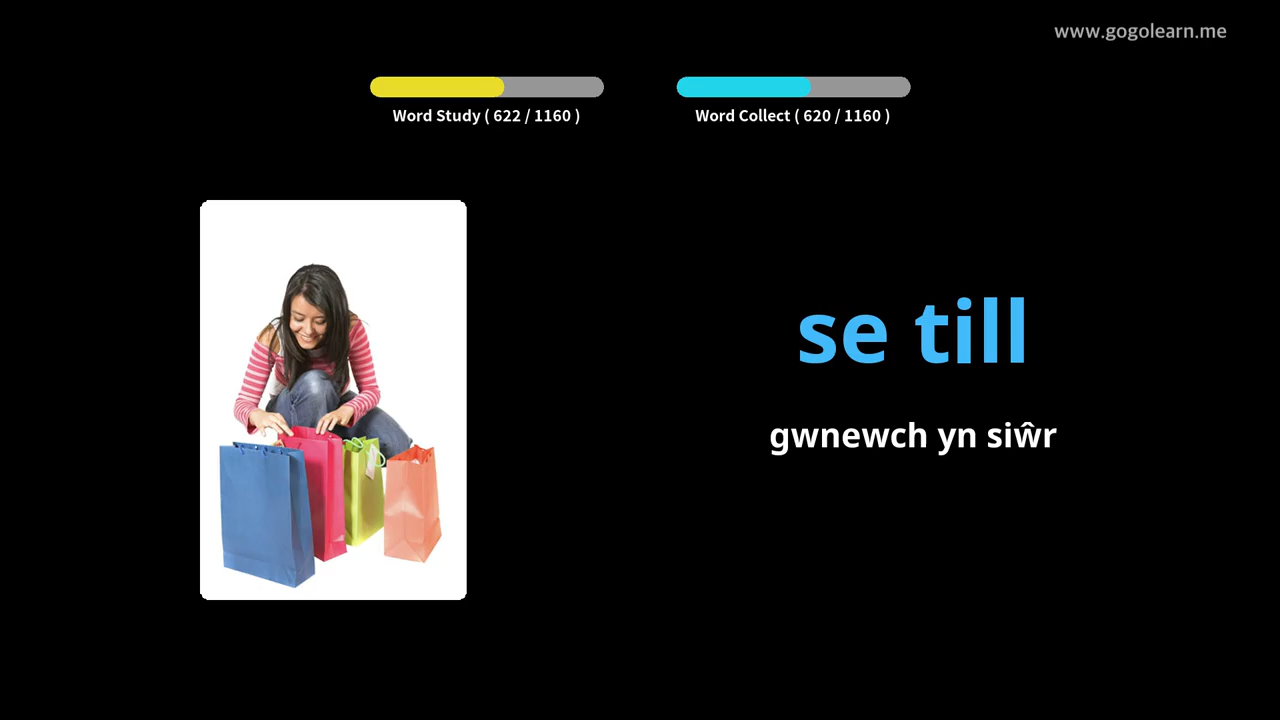 www.gogolearn.me
Word Study ( 622 / 1160 )
Word Collect ( 620 / 1160 )
se till
gwnewch yn siŵr